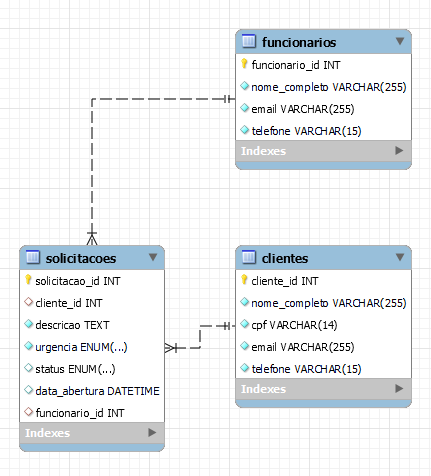 funcionarios
funcionario_id INT
nome_completo VARCHAR(255)
email VARCHAR(255)
telefone VARCHAR(15)
Indexes
solicitacoes
solicitacao_id INT
cliente_id INT
descricao TEXT
urgencia ENUM(...)
status ENUM(...)
data_abertura DATETIME
funcionario_id INT
Indexes
clientes
cliente_id INT
nome_completo VARCHAR(255)
cpf VARCHAR(14)
email VARCHAR(255)
telefone VARCHAR(15)
Indexes